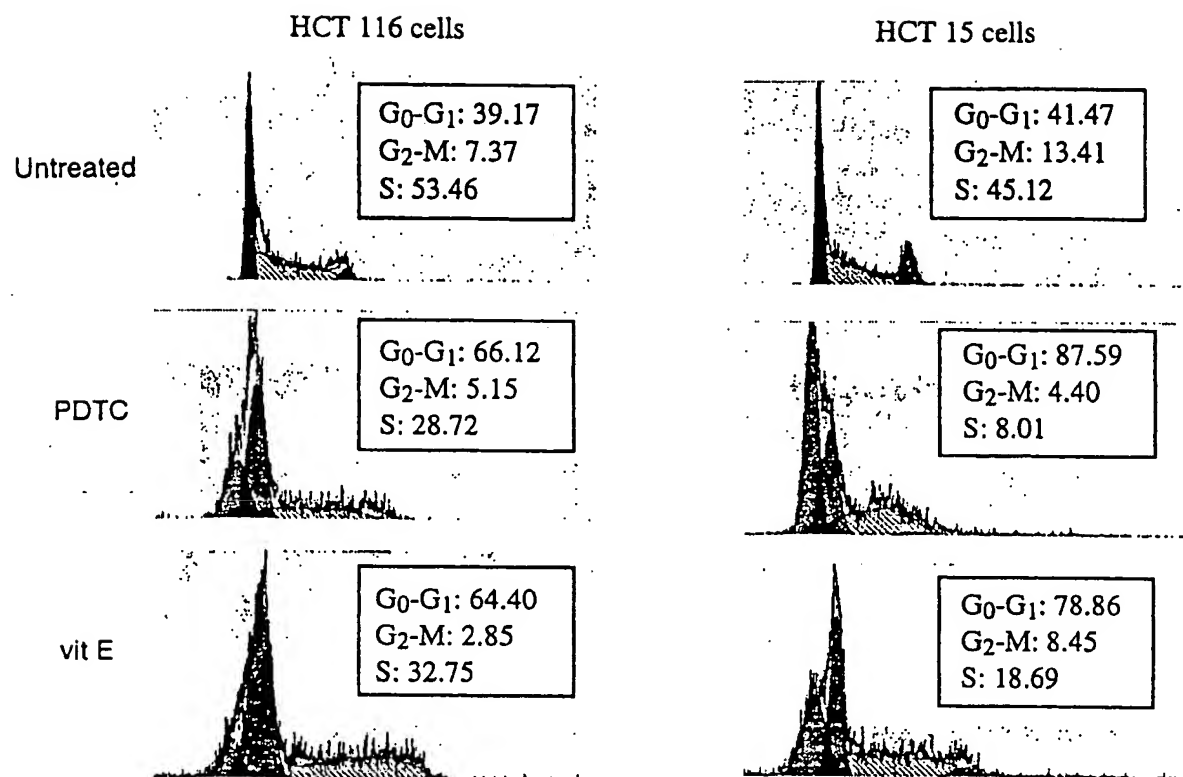 HCT 116 cells
HCT 15 cells
Untreated
G₀-G₁: 39.17
G₂-M: 7.37
S: 53.46
G₀-G₁: 41.47
G₂-M: 13.41
S: 45.12
PDTC
G₀-G₁: 66.12
G₂-M: 5.15
S: 28.72
G₀-G₁: 87.59
G₂-M: 4.40
S: 8.01
vit E
G₀-G₁: 64.40
G₂-M: 2.85
S: 32.75
G₀-G₁: 78.86
G₂-M: 8.45
S: 18.69